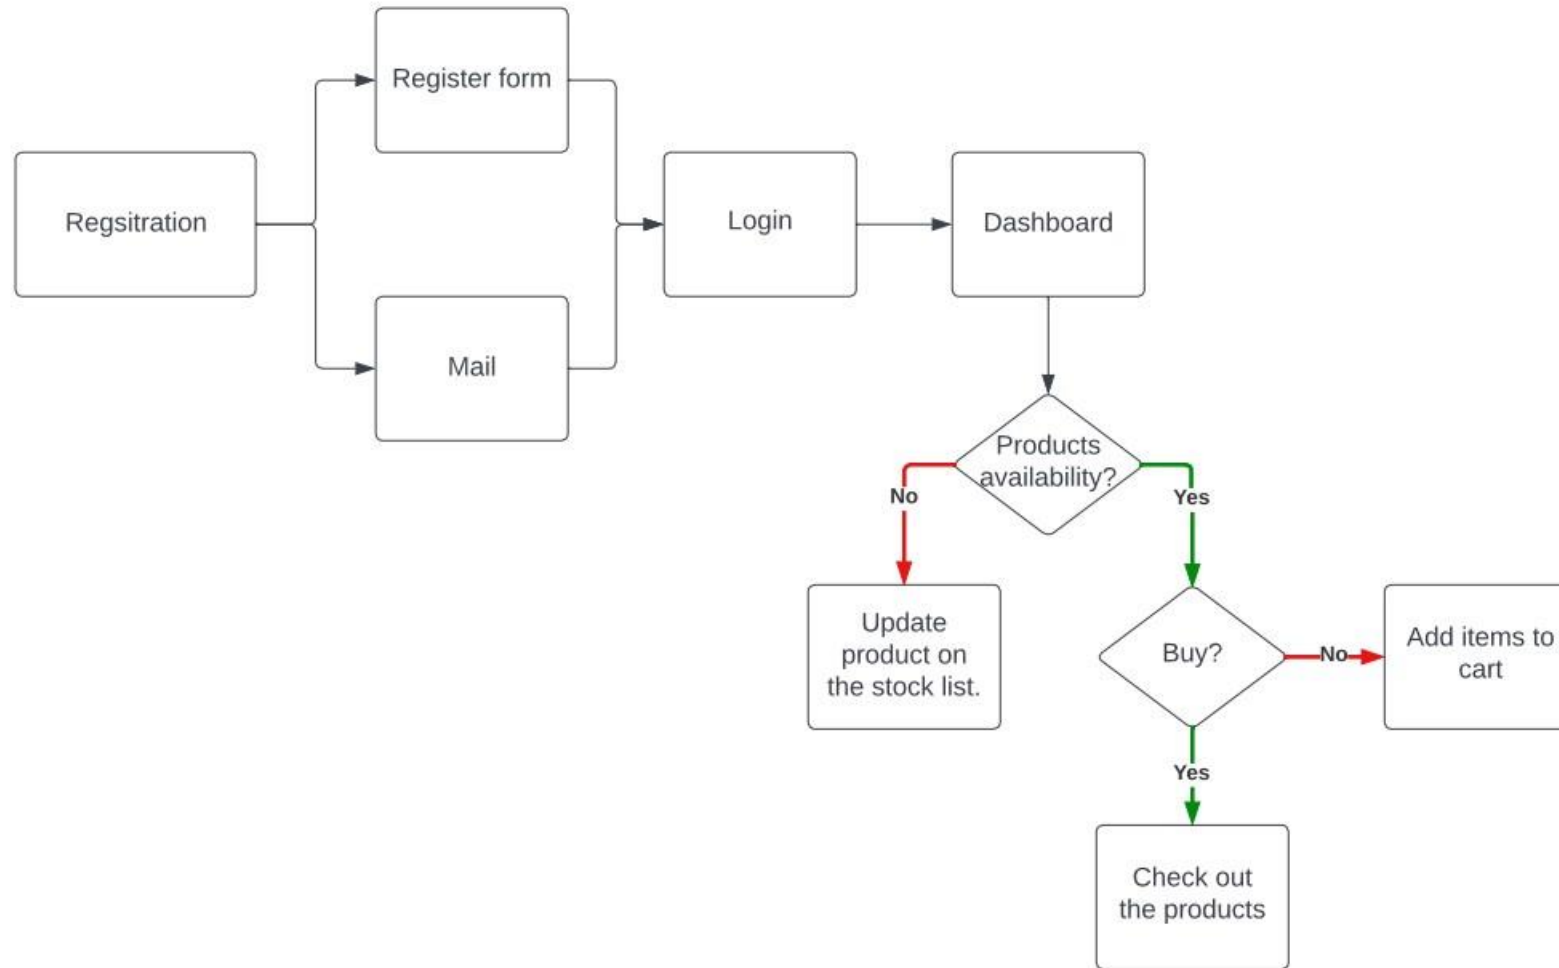 Register form
Regsitration
Login
Dashboard
Mail
Products
availability?
No
Yes
Update
product on
the stock list.
Buy?
No
Add items to
cart
Yes
Check out
the products